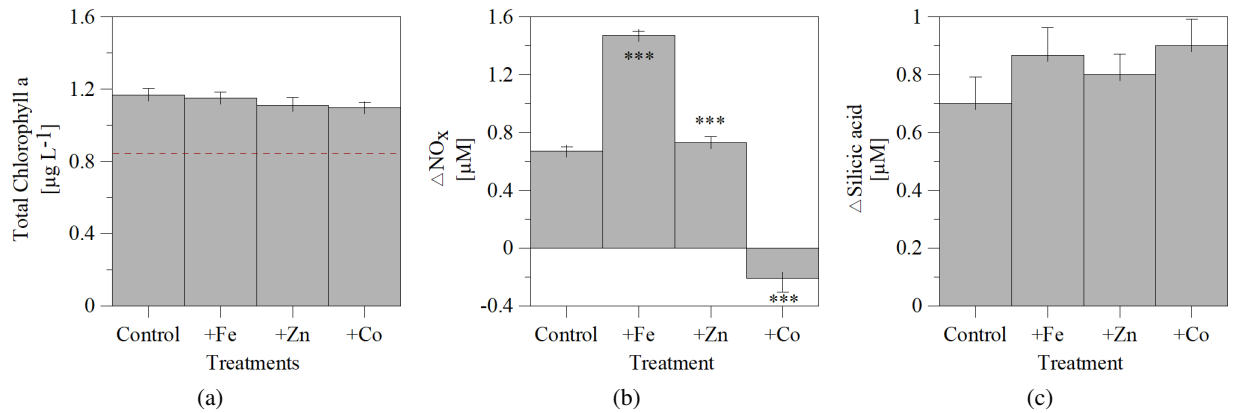 1.6
1.2
0.8
0.4
0
Total Chlorophyll a
[µg L-1]
Control +Fe +Zn +Co
Treatments
(a)
1.6
1.2
0.8
0.4
0
-0.4
△NOX
[µM]
***
***
***
Control +Fe +Zn +Co
Treatment
(b)
1
0.8
0.6
0.4
0.2
0
△Silicic acid
[µM]
Control +Fe +Zn +Co
Treatment
(c)